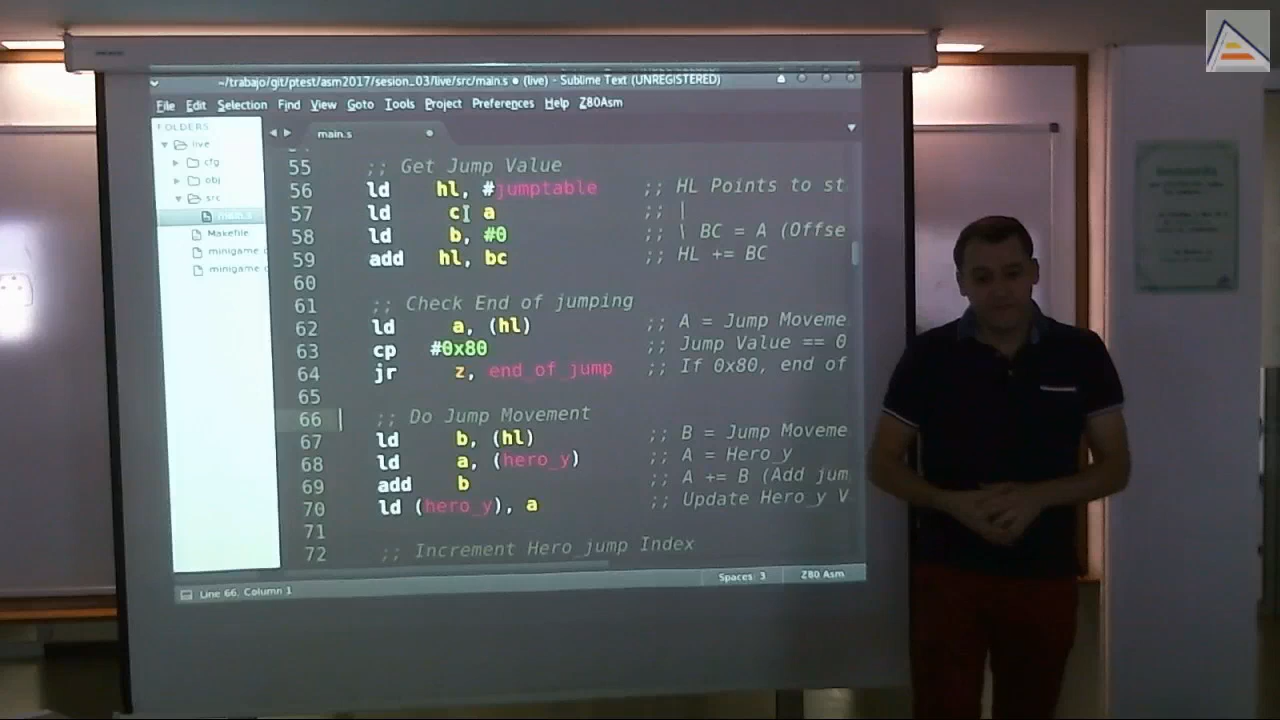 ~/trabajo/git/ptest/asm2017/sesion_03/live/src/main.s • (live) - Sublime Text (UNREGISTERED)
File Edit Selection Find View Goto Tools Project Preferences Help Z80Asm
FOLDERS
live
cfg
obj
src
main.s
Makefile
minigame.c
minigame.c
main.s
55 ;; Get Jump Value
56 ld hl, #jumptable ;; HL Points to st
57 ld c, a ;; |
58 ld b, #0 ;; \ BC = A (Offse
59 add hl, bc ;; HL += BC
60
61 ;; Check End of jumping
62 ld a, (hl) ;; A = Jump Moveme
63 cp #0x80 ;; Jump Value == 0
64 jr z, end_of_jump ;; If 0x80, end of
65
66 ;; Do Jump Movement
67 ld b, (hl) ;; B = Jump Moveme
68 ld a, (hero_y) ;; A = Hero_y
69 add b ;; A += B (Add jum
70 ld (hero_y), a ;; Update Hero_y V
71
72 ;; Increment Hero_jump Index
Line 66, Column 1
Spaces 3
Z80 Asm